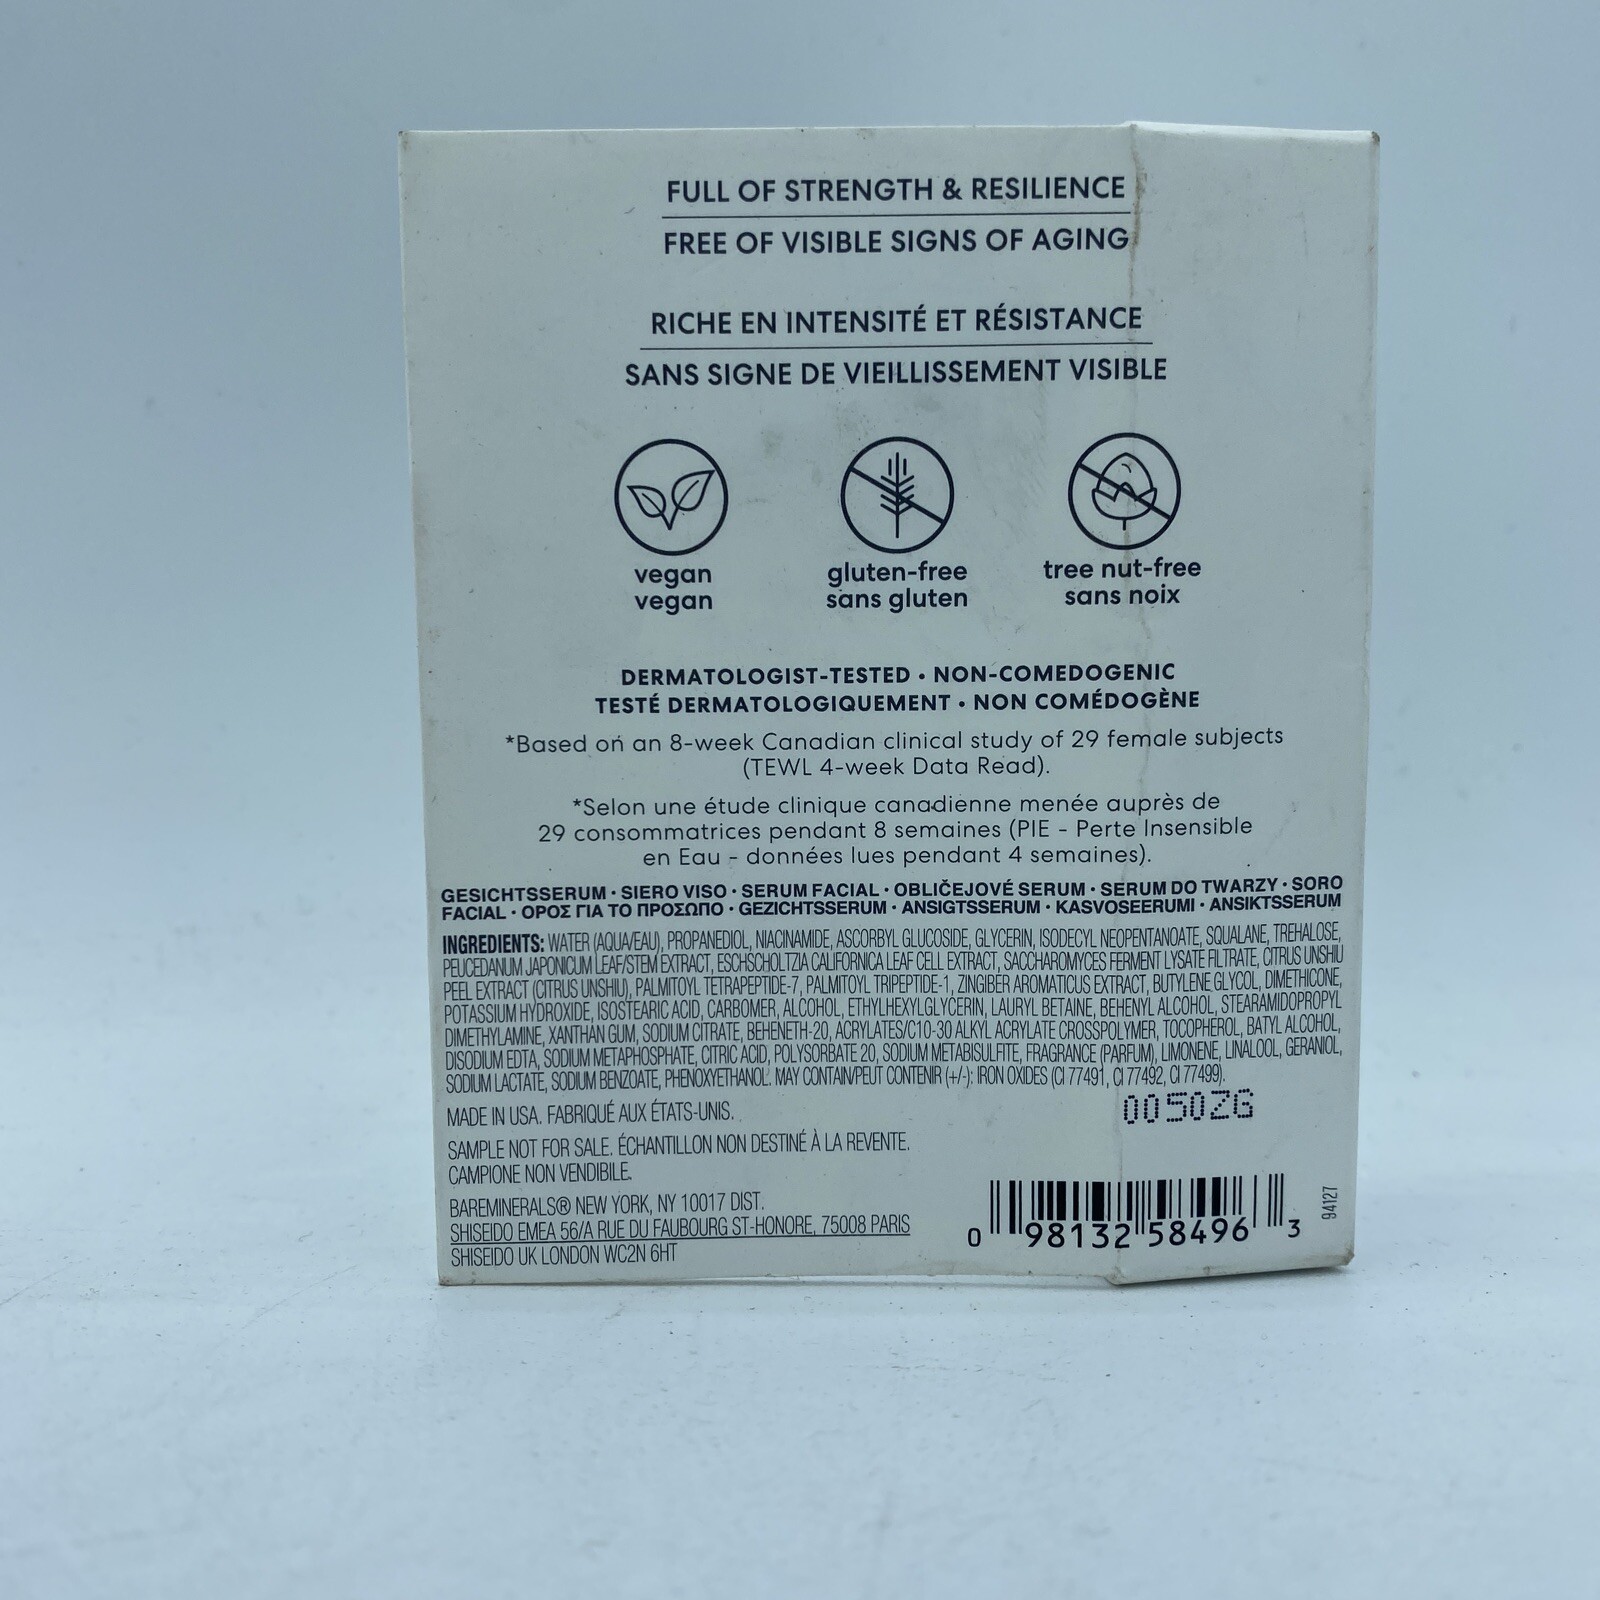 FULL OF STRENGTH & RESILIENCE
FREE OF VISIBLE SIGNS OF AGING
RICHE EN INTENSITÉ ET RÉSISTANCE
SANS SIGNE DE VIEILLISSEMENT VISIBLE
vegan
vegan
gluten-free
sans gluten
tree nut-free
sans noix
DERMATOLOGIST-TESTED • NON-COMEDOGENIC
TESTÉ DERMATOLOGIQUEMENT • NON COMÉDOGÈNE
*Based on an 8-week Canadian clinical study of 29 female subjects
(TEWL 4-week Data Read).
*Selon une étude clinique canadienne menée auprès de
29 consommatrices pendant 8 semaines (PIE - Perte Insensible
en Eau - données lues pendant 4 semaines).
GESICHTSSERUM • SIERO VISO • SERUM FACIAL • OBLIČEJOVÉ SERUM • SERUM DO TWARZY • SORO
FACIAL • ΟΡΟΣ ΓΙΑ ΤΟ ΠΡΟΣΩΠΟ • GEZICHTSSERUM • ANSIGTSSERUM • KASVOSEERUMI • ANSIKTSSERUM
INGREDIENTS: WATER (AQUA/EAU), PROPANEDIOL, NIACINAMIDE, ASCORBYL GLUCOSIDE, GLYCERIN, ISODECYL NEOPENTANOATE, SQUALANE, TREHALOSE,
PEUCEDANUM JAPONICUM LEAF/STEM EXTRACT, ESCHSCHOLTZIA CALIFORNICA LEAF CELL EXTRACT, SACCHAROMYCES FERMENT LYSATE FILTRATE, CITRUS UNSHIU
PEEL EXTRACT (CITRUS UNSHIU), PALMITOYL TETRAPEPTIDE-7, PALMITOYL TRIPEPTIDE-1, ZINGIBER AROMATICUS EXTRACT, BUTYLENE GLYCOL, DIMETHICONE,
POTASSIUM HYDROXIDE, ISOSTEARIC ACID, CARBOMER, ALCOHOL, ETHYLHEXYLGLYCERIN, LAURYL BETAINE, BEHENYL ALCOHOL, STEARAMIDOPROPYL
DIMETHYLAMINE, XANTHAN GUM, SODIUM CITRATE, BEHENETH-20, ACRYLATES/C10-30 ALKYL ACRYLATE CROSSPOLYMER, TOCOPHEROL, BATYL ALCOHOL,
DISODIUM EDTA, SODIUM METAPHOSPHATE, CITRIC ACID, POLYSORBATE 20, SODIUM METABISULFITE, FRAGRANCE (PARFUM), LIMONENE, LINALOOL, GERANIOL,
SODIUM LACTATE, SODIUM BENZOATE, PHENOXYETHANOL. MAY CONTAIN/PEUT CONTENIR (+/-): IRON OXIDES (CI 77491, CI 77492, CI 77499).
MADE IN USA. FABRIQUÉ AUX ÉTATS-UNIS.
0050ZG
SAMPLE NOT FOR SALE. ÉCHANTILLON NON DESTINÉ À LA REVENTE.
CAMPIONE NON VENDIBILE.
BAREMINERALS® NEW YORK, NY 10017 DIST.
SHISEIDO EMEA 56/A RUE DU FAUBOURG ST-HONORE, 75008 PARIS
SHISEIDO UK LONDON WC2N 6HT
0 98132 58496 3
94127